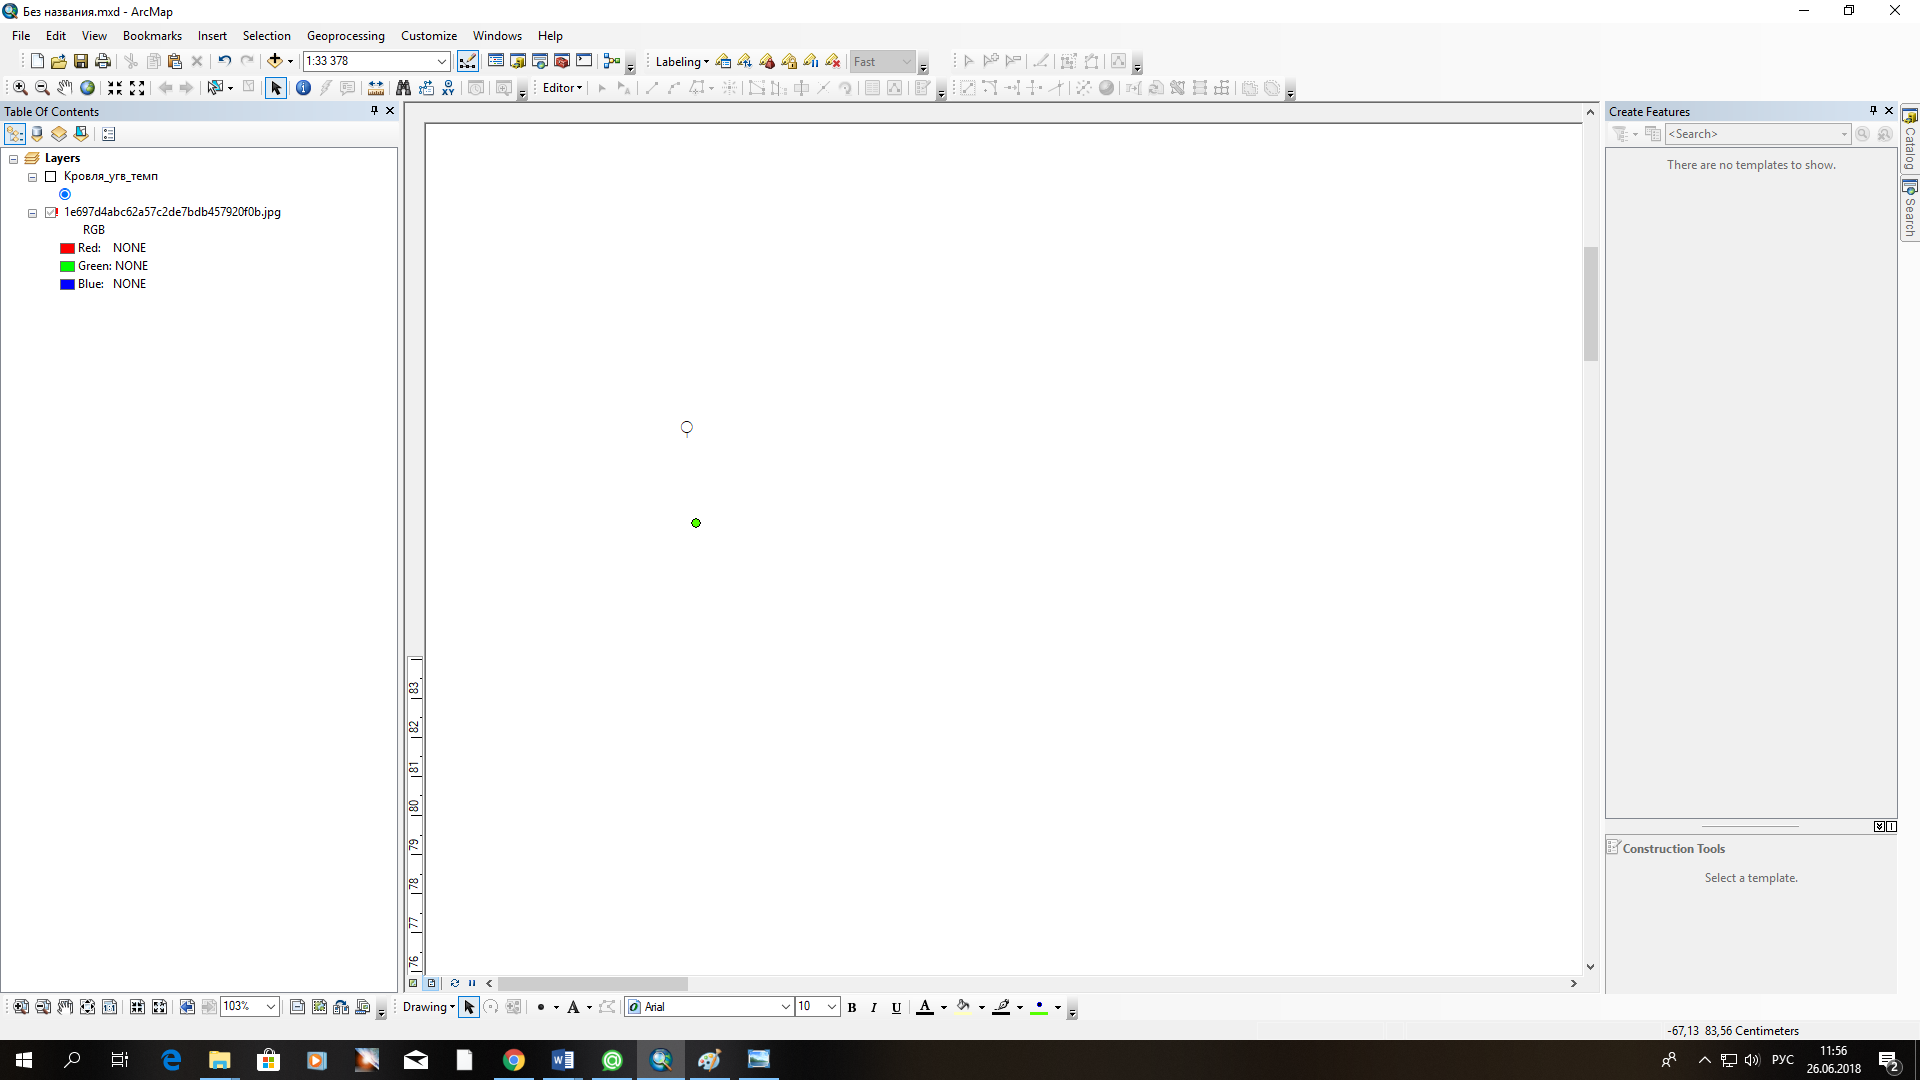 Без названия.mxd - ArcMap
File Edit View Bookmarks Insert Selection Geoprocessing Customize Windows Help
1:33 378 Labeling Fast
Editor
Table Of Contents
Create Features
<Search>
There are no templates to show.
Catalog
Search
Layers
Кровля_угв_темп
1e697d4abc62a57c2de7bdb457920f0b.jpg
RGB
Red: NONE
Green: NONE
Blue: NONE
83
82
81
80
79
78
77
76
Construction Tools
Select a template.
103% Drawing A Arial 10 B I U A
-67,13 83,56 Centimeters
РУС
11:56
26.06.2018
2